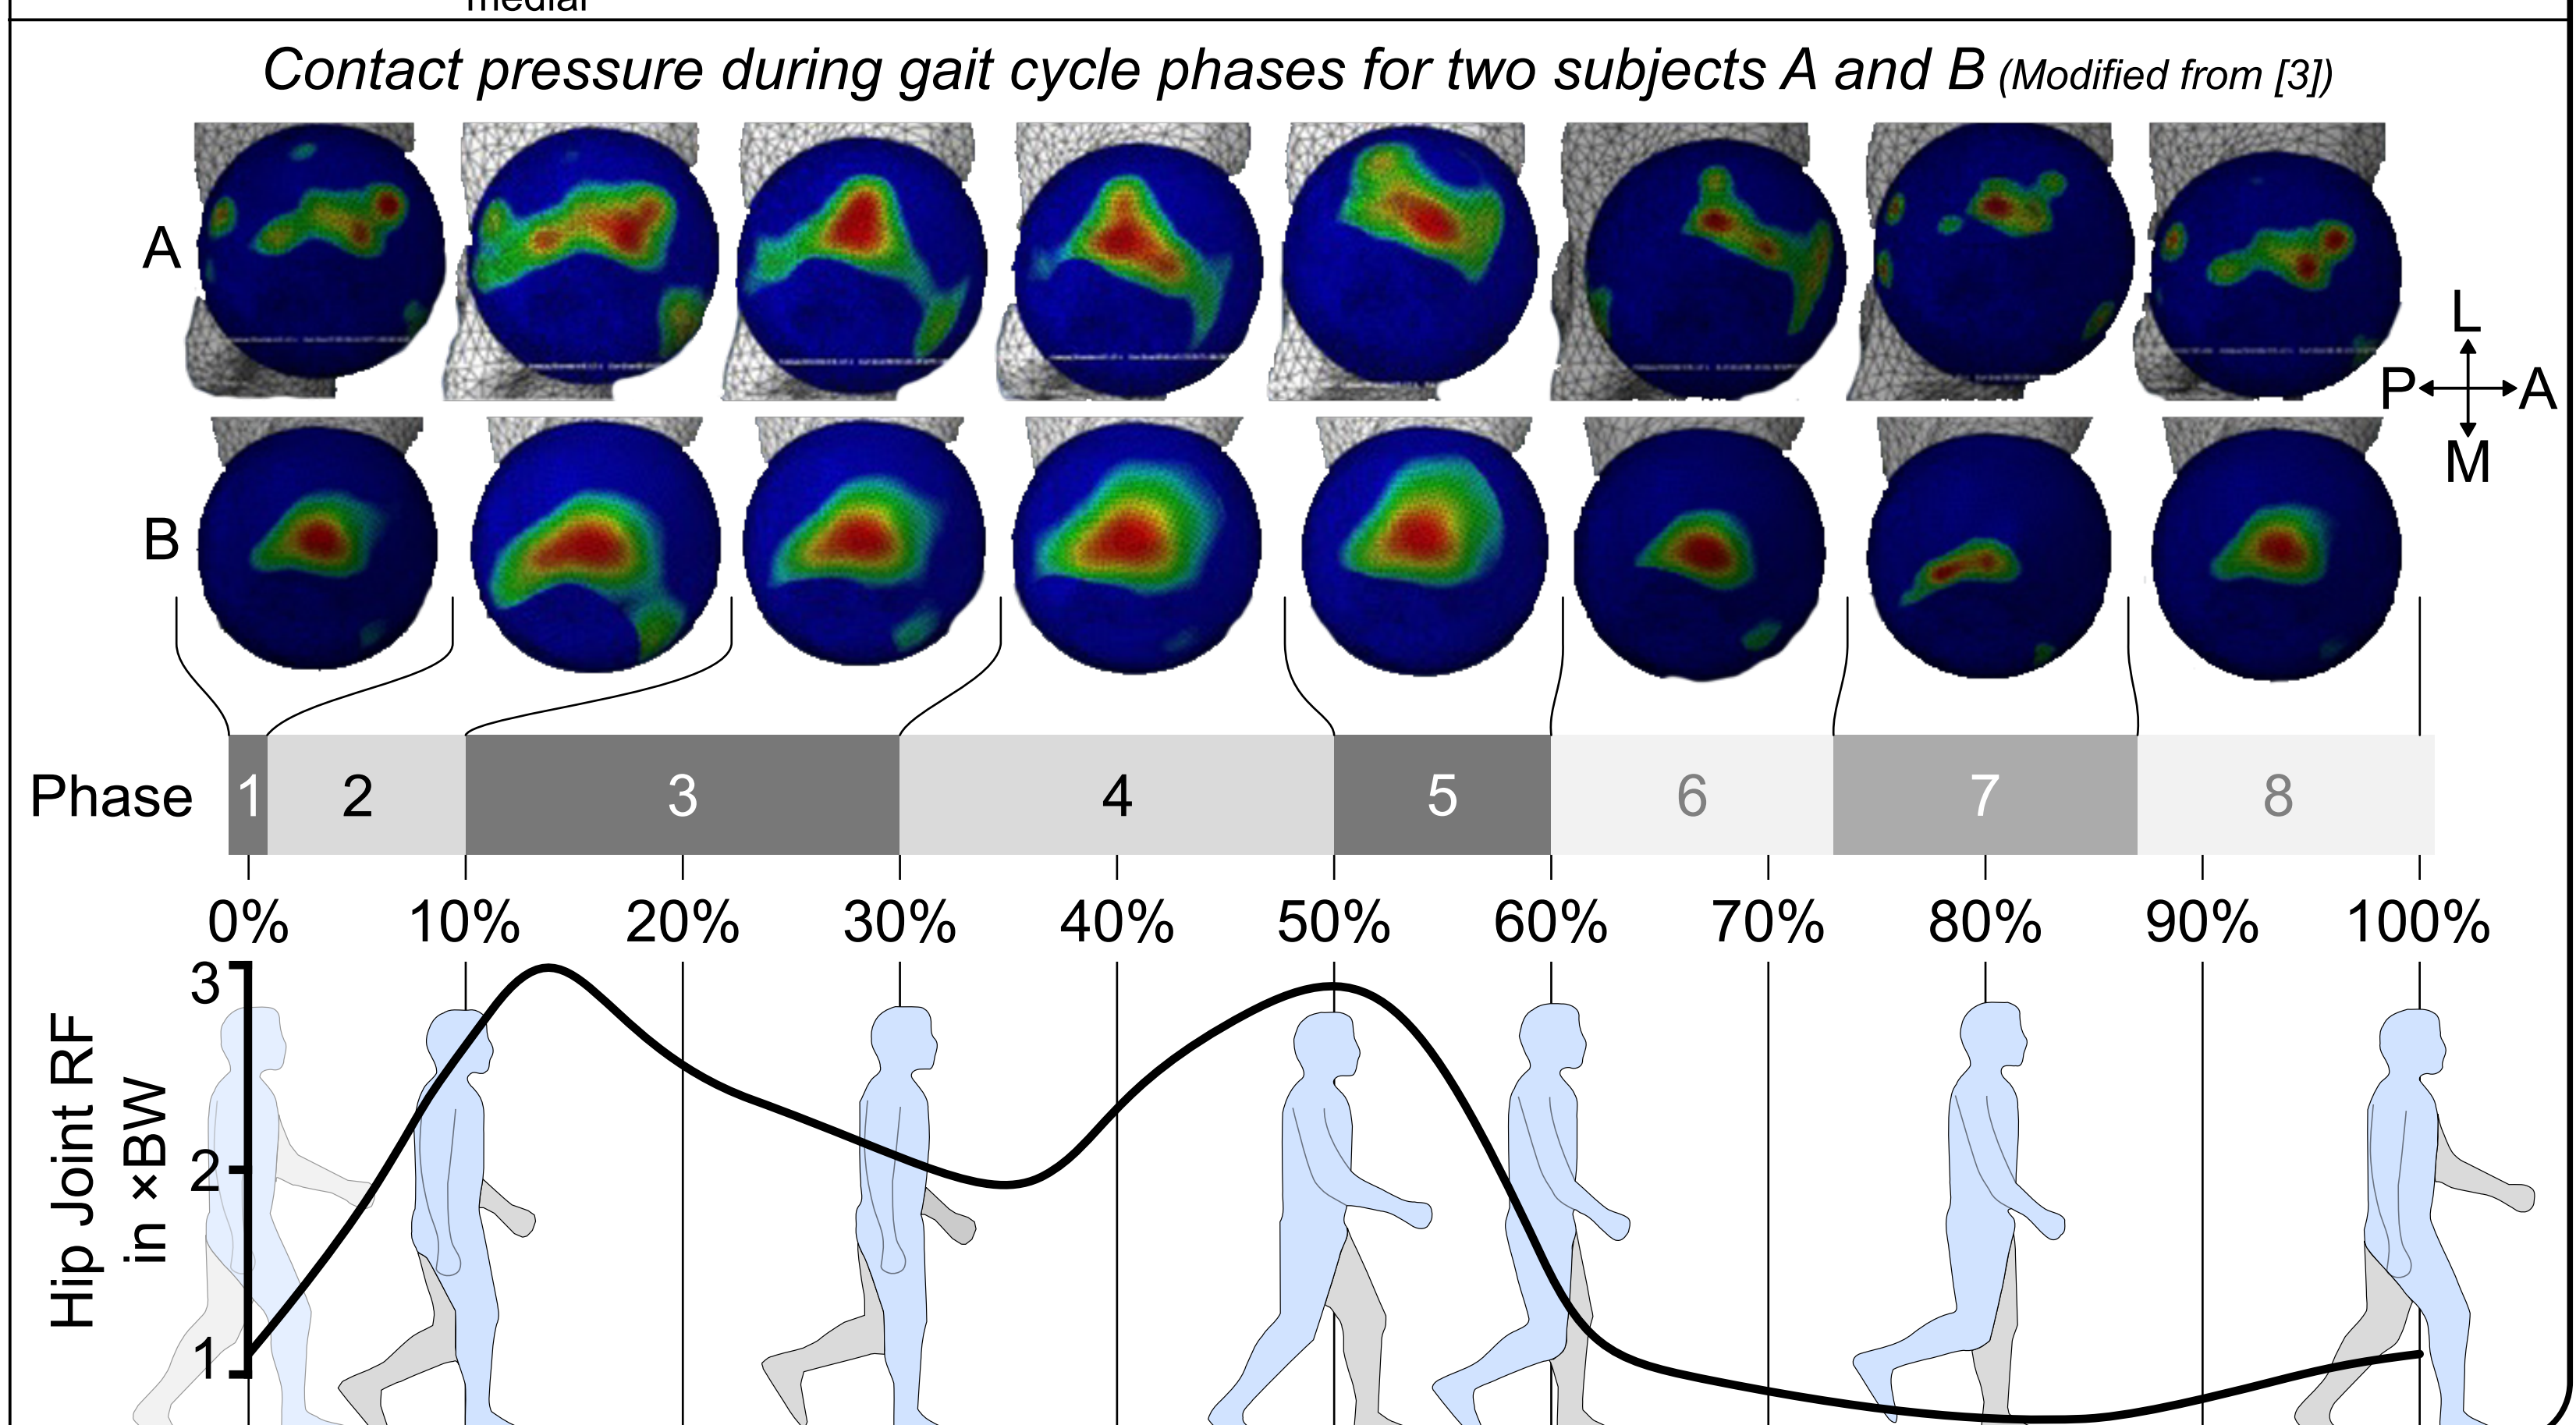 medial
Contact pressure during gait cycle phases for two subjects A and B (Modified from [3])
A
L
P A
M
B
Phase 1 2 3 4 5 6 7 8
0% 10% 20% 30% 40% 50% 60% 70% 80% 90% 100%
Hip Joint RF
in ×BW
3
2
1